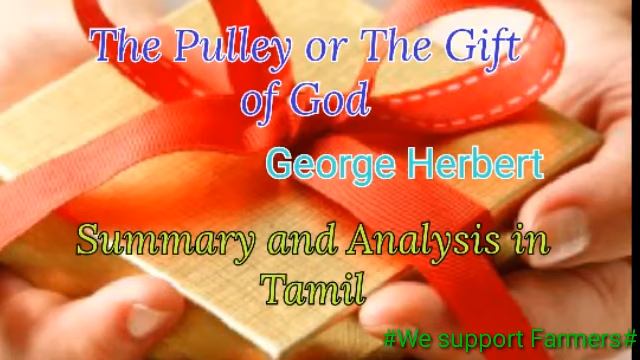 The Pulley or The Gift
of God
George Herbert
Summary and Analysis in
Tamil
#We support Farmers#